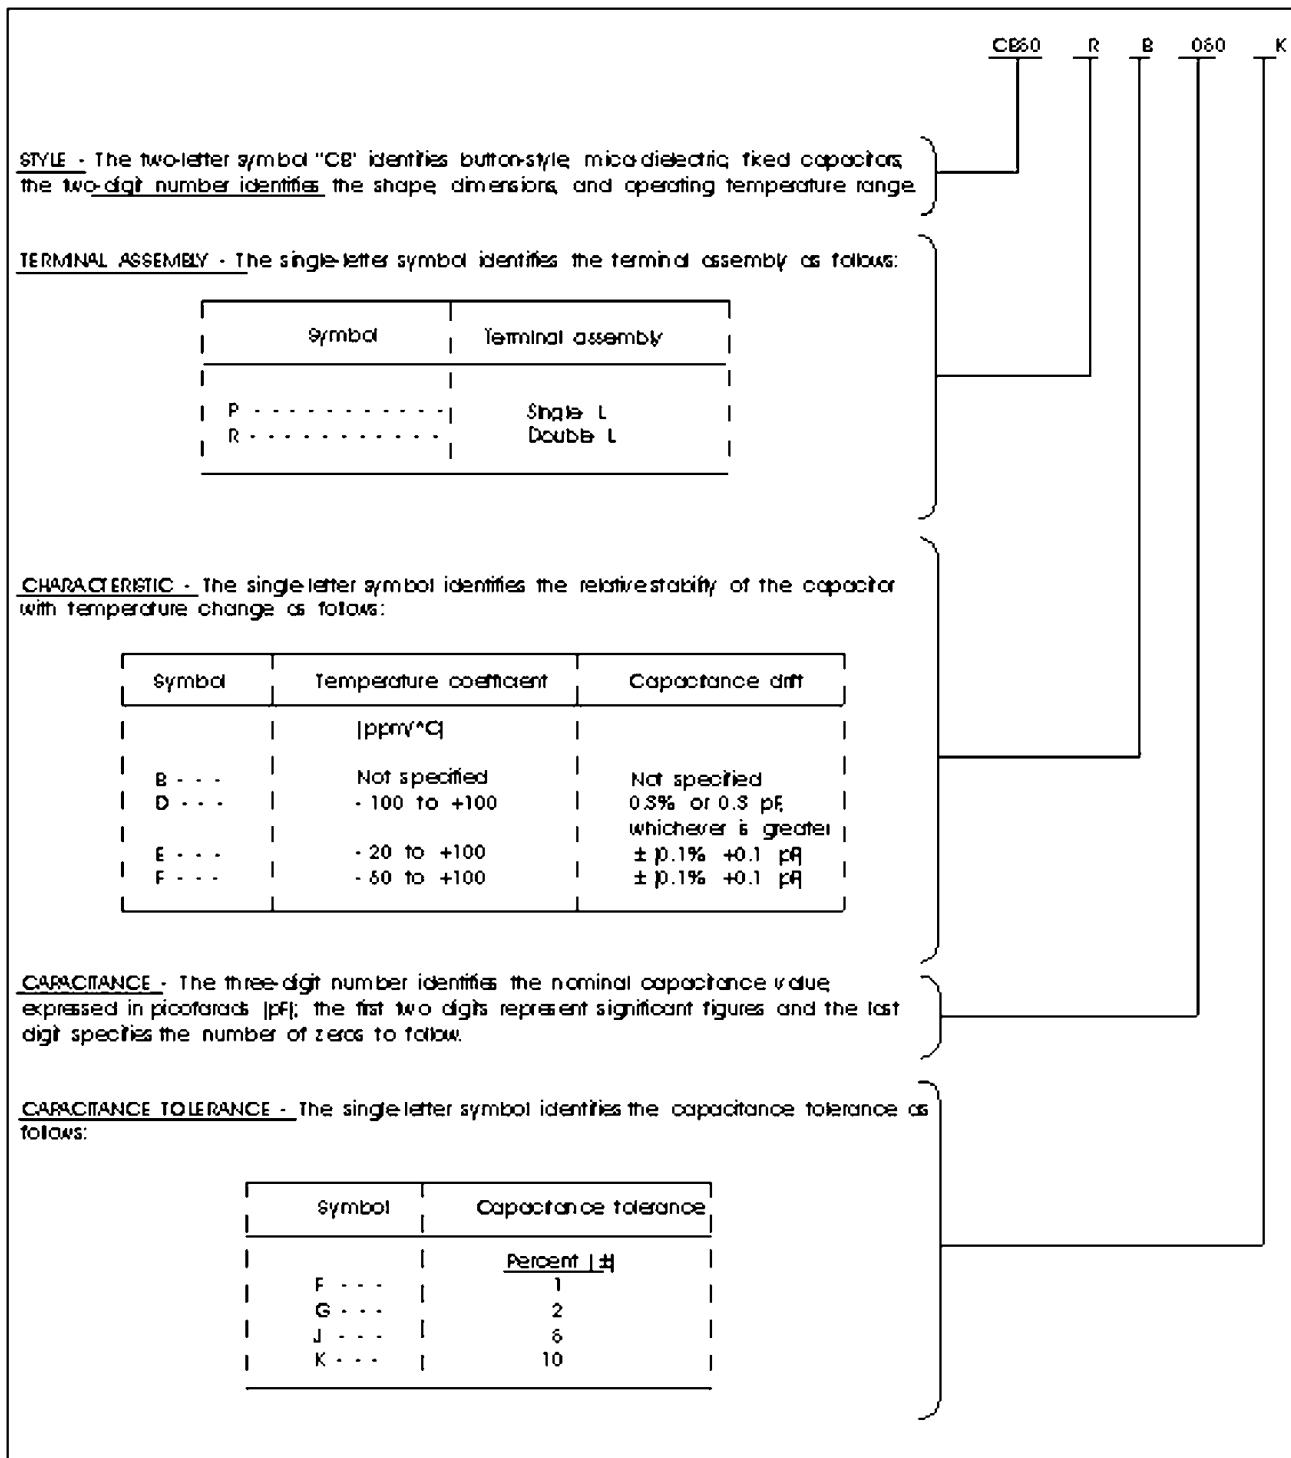 CB60 R B 060 K
STYLE - The two-letter symbol "CB" identifies button-style, mica-dielectric, fixed capacitors,
the two-digit number identifies the shape, dimensions, and operating temperature range.
TERMINAL ASSEMBLY - The single-letter symbol identifies the terminal assembly as follows:
Symbol Terminal assembly
P - - - - - - - - - - - Single L
R - - - - - - - - - - - Double L
CHARACTERISTIC - The single-letter symbol identifies the relative stability of the capacitor
with temperature change as follows:
Symbol Temperature coefficient Capacitance drift
(ppm/°C)
B - - - Not specified Not specified
D - - - - 100 to +100 0.3% or 0.3 pF,
whichever is greater
E - - - - 20 to +100 ± (0.1% +0.1 pF)
F - - - - 50 to +100 ± (0.1% +0.1 pF)
CAPACITANCE - The three-digit number identifies the nominal capacitance value,
expressed in picofarads (pF); the first two digits represent significant figures and the last
digit specifies the number of zeros to follow.
CAPACITANCE TOLERANCE - The single-letter symbol identifies the capacitance tolerance as
follows:
Symbol Capacitance tolerance
Percent (±)
F - - - 1
G - - - 2
J - - - 5
K - - - 10